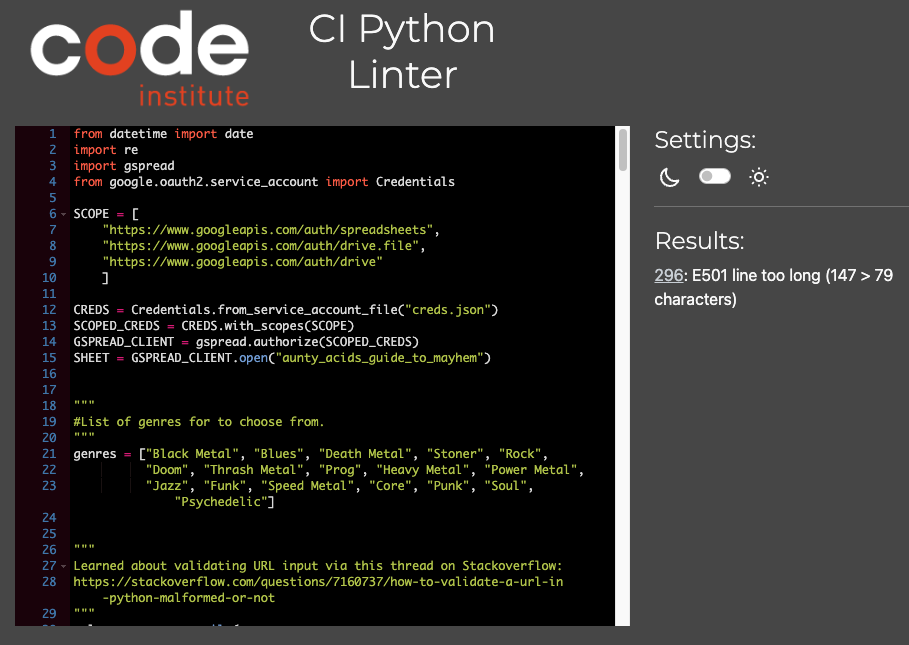 code
institute
CI Python
Linter
1 from datetime import date
2 import re
3 import gspread
4 from google.oauth2.service_account import Credentials
5
6 SCOPE = [
7 "https://www.googleapis.com/auth/spreadsheets",
8 "https://www.googleapis.com/auth/drive.file",
9 "https://www.googleapis.com/auth/drive"
10 ]
11
12 CREDS = Credentials.from_service_account_file("creds.json")
13 SCOPED_CREDS = CREDS.with_scopes(SCOPE)
14 GSPREAD_CLIENT = gspread.authorize(SCOPED_CREDS)
15 SHEET = GSPREAD_CLIENT.open("aunty_acids_guide_to_mayhem")
16
17
18 """
19 #List of genres for to choose from.
20 """
21 genres = ["Black Metal", "Blues", "Death Metal", "Stoner", "Rock",
22 "Doom", "Thrash Metal", "Prog", "Heavy Metal", "Power Metal",
23 "Jazz", "Funk", "Speed Metal", "Core", "Punk", "Soul",
"Psychedelic"]
24
25
26 """
27 Learned about validating URL input via this thread on Stackoverflow:
28 https://stackoverflow.com/questions/7160737/how-to-validate-a-url-in
-python-malformed-or-not
29 """
Settings:
Results:
296: E501 line too long (147 > 79
characters)